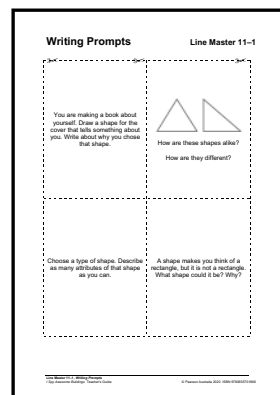 Writing Prompts
Line Master 11–1
You are making a book about
yourself. Draw a shape for the
cover that tells something about
you. Write about why you chose
that shape.
How are these shapes alike?
How are they different?
Choose a type of shape. Describe
as many attributes of that shape
as you can.
A shape makes you think of a
rectangle, but it is not a rectangle.
What shape could it be? Why?
Line Master 11–1, Writing Prompts